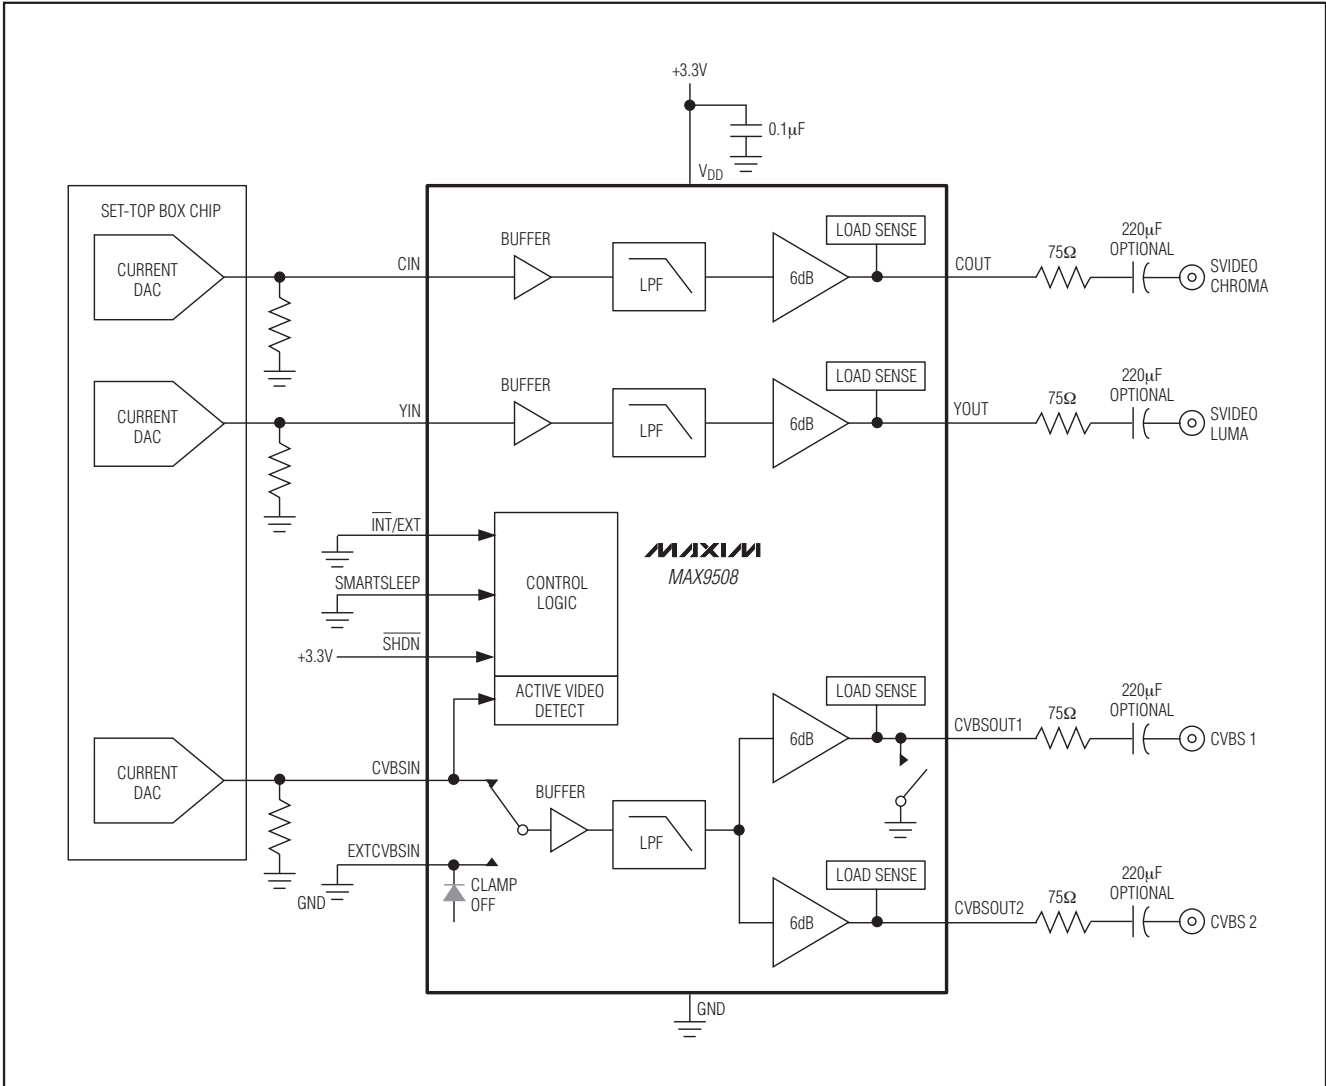 +3.3V
0.1µF
VDD
SET-TOP BOX CHIP
CURRENT
DAC
CIN
BUFFER
LPF
6dB
LOAD SENSE
COUT
75Ω
220µF
OPTIONAL
SVIDEO
CHROMA
CURRENT
DAC
YIN
BUFFER
LPF
6dB
LOAD SENSE
YOUT
75Ω
220µF
OPTIONAL
SVIDEO
LUMA
INT/EXT
SMARTSLEEP
+3.3V
SHDN
CONTROL
LOGIC
ACTIVE VIDEO
DETECT
MAXIM
MAX9508
CURRENT
DAC
CVBSIN
BUFFER
LPF
EXTCVBSIN
GND
CLAMP
OFF
6dB
LOAD SENSE
CVBSOUT1
75Ω
220µF
OPTIONAL
CVBS 1
6dB
LOAD SENSE
CVBSOUT2
75Ω
220µF
OPTIONAL
CVBS 2
GND